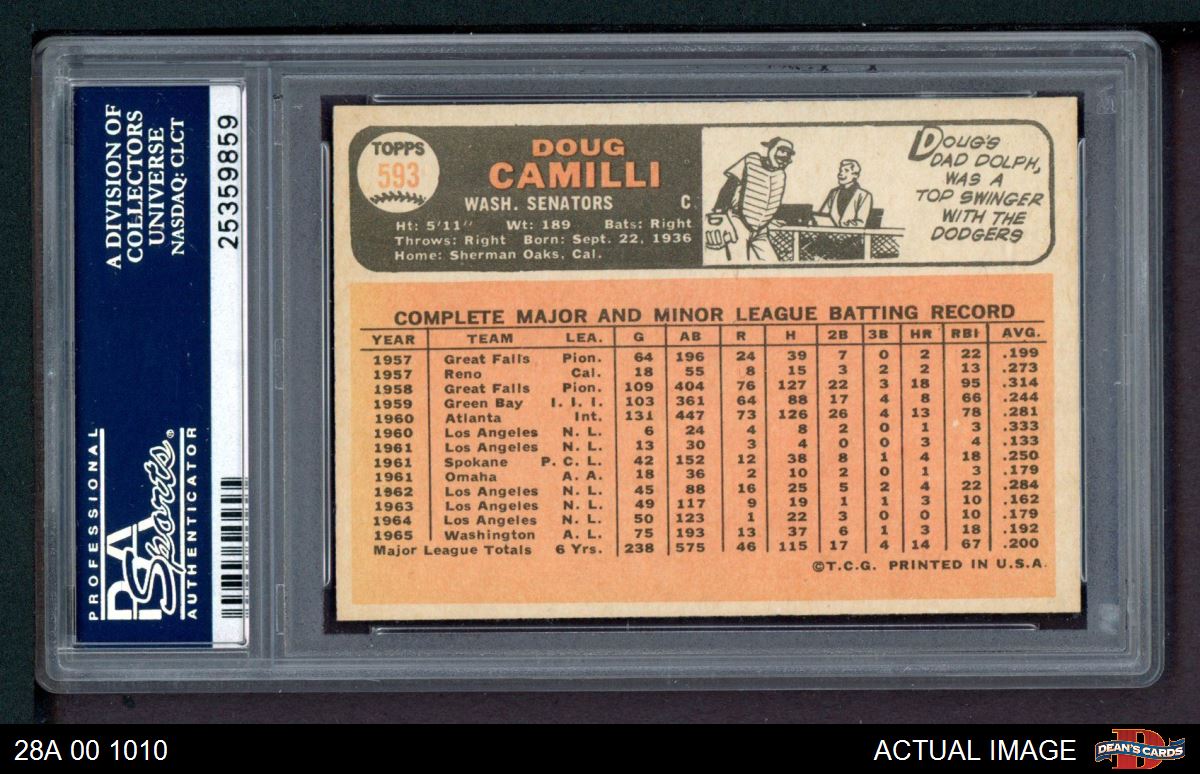 A DIVISION OF
COLLECTORS
UNIVERSE
NASDAQ: CLCT
25359859
PROFESSIONAL
PSA
Sports®
AUTHENTICATOR
TOPPS
593
DOUG
CAMILLI
WASH. SENATORS C
Ht: 5'11" Wt: 189 Bats: Right
Throws: Right Born: Sept. 22, 1936
Home: Sherman Oaks, Cal.
DOUG'S
DAD DOLPH,
WAS A
TOP SWINGER
WITH THE
DODGERS
COMPLETE MAJOR AND MINOR LEAGUE BATTING RECORD
YEAR TEAM LEA. G AB R H 2B 3B HR RBI AVG.
1957 Great Falls Pion. 64 196 24 39 7 0 2 22 .199
1957 Reno Cal. 18 55 8 15 3 2 2 13 .273
1958 Great Falls Pion. 109 404 76 127 22 3 18 95 .314
1959 Green Bay I. I. I. 103 361 64 88 17 4 8 66 .244
1960 Atlanta Int. 131 447 73 126 26 4 13 78 .281
1960 Los Angeles N. L. 6 24 4 8 2 0 1 3 .333
1961 Los Angeles N. L. 13 30 3 4 0 0 3 4 .133
1961 Spokane P. C. L. 42 152 12 38 8 1 4 18 .250
1961 Omaha A. A. 18 36 2 10 2 0 1 3 .179
1962 Los Angeles N. L. 45 88 16 25 5 2 4 22 .284
1963 Los Angeles N. L. 49 117 9 19 1 1 3 10 .162
1964 Los Angeles N. L. 50 123 1 22 3 0 0 10 .179
1965 Washington A. L. 75 193 13 37 6 1 3 18 .192
Major League Totals 6 Yrs. 238 575 46 115 17 4 14 67 .200
©T.C.G. PRINTED IN U.S.A.
28A 00 1010
ACTUAL IMAGE
DEAN'S CARDS